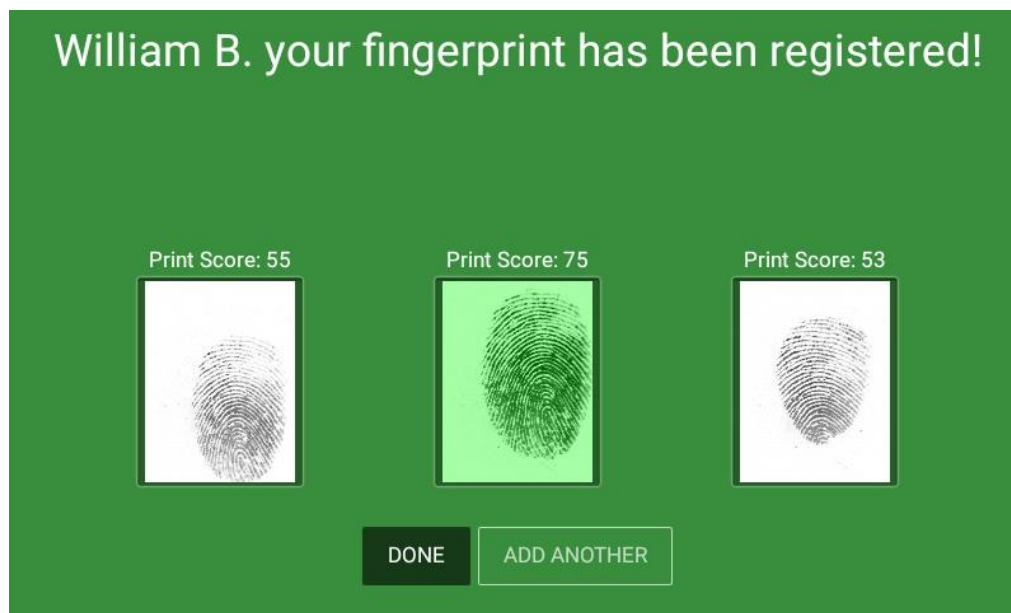 William B. your fingerprint has been registered!
Print Score: 55
Print Score: 75
Print Score: 53
DONE
ADD ANOTHER